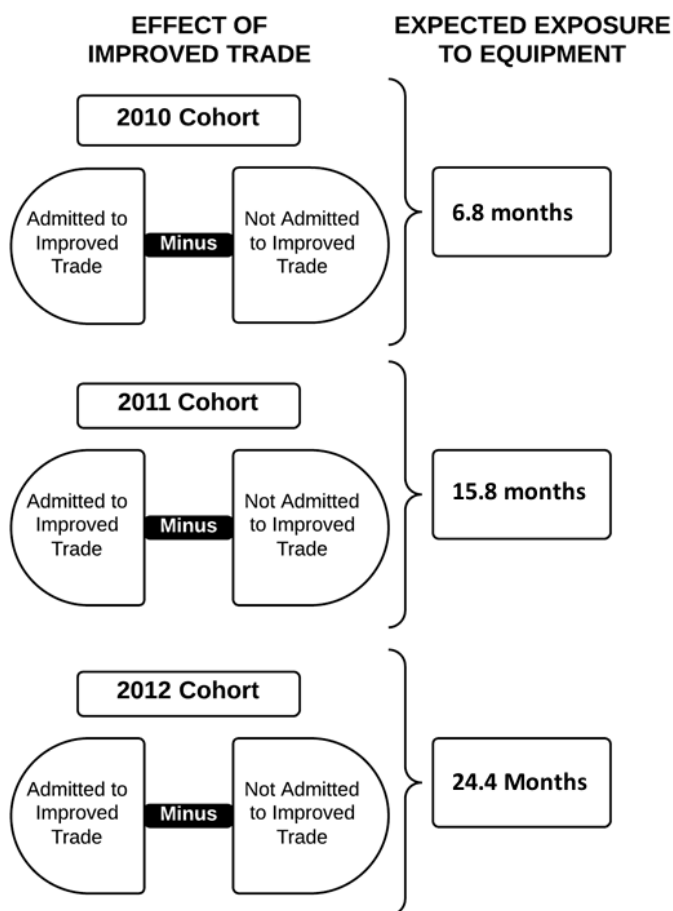 EFFECT OF
IMPROVED TRADE
EXPECTED EXPOSURE
TO EQUIPMENT
2010 Cohort
Admitted to
Improved
Trade
Minus
Not Admitted
to Improved
Trade
6.8 months
2011 Cohort
Admitted to
Improved
Trade
Minus
Not Admitted
to Improved
Trade
15.8 months
2012 Cohort
Admitted to
Improved
Trade
Minus
Not Admitted
to Improved
Trade
24.4 Months